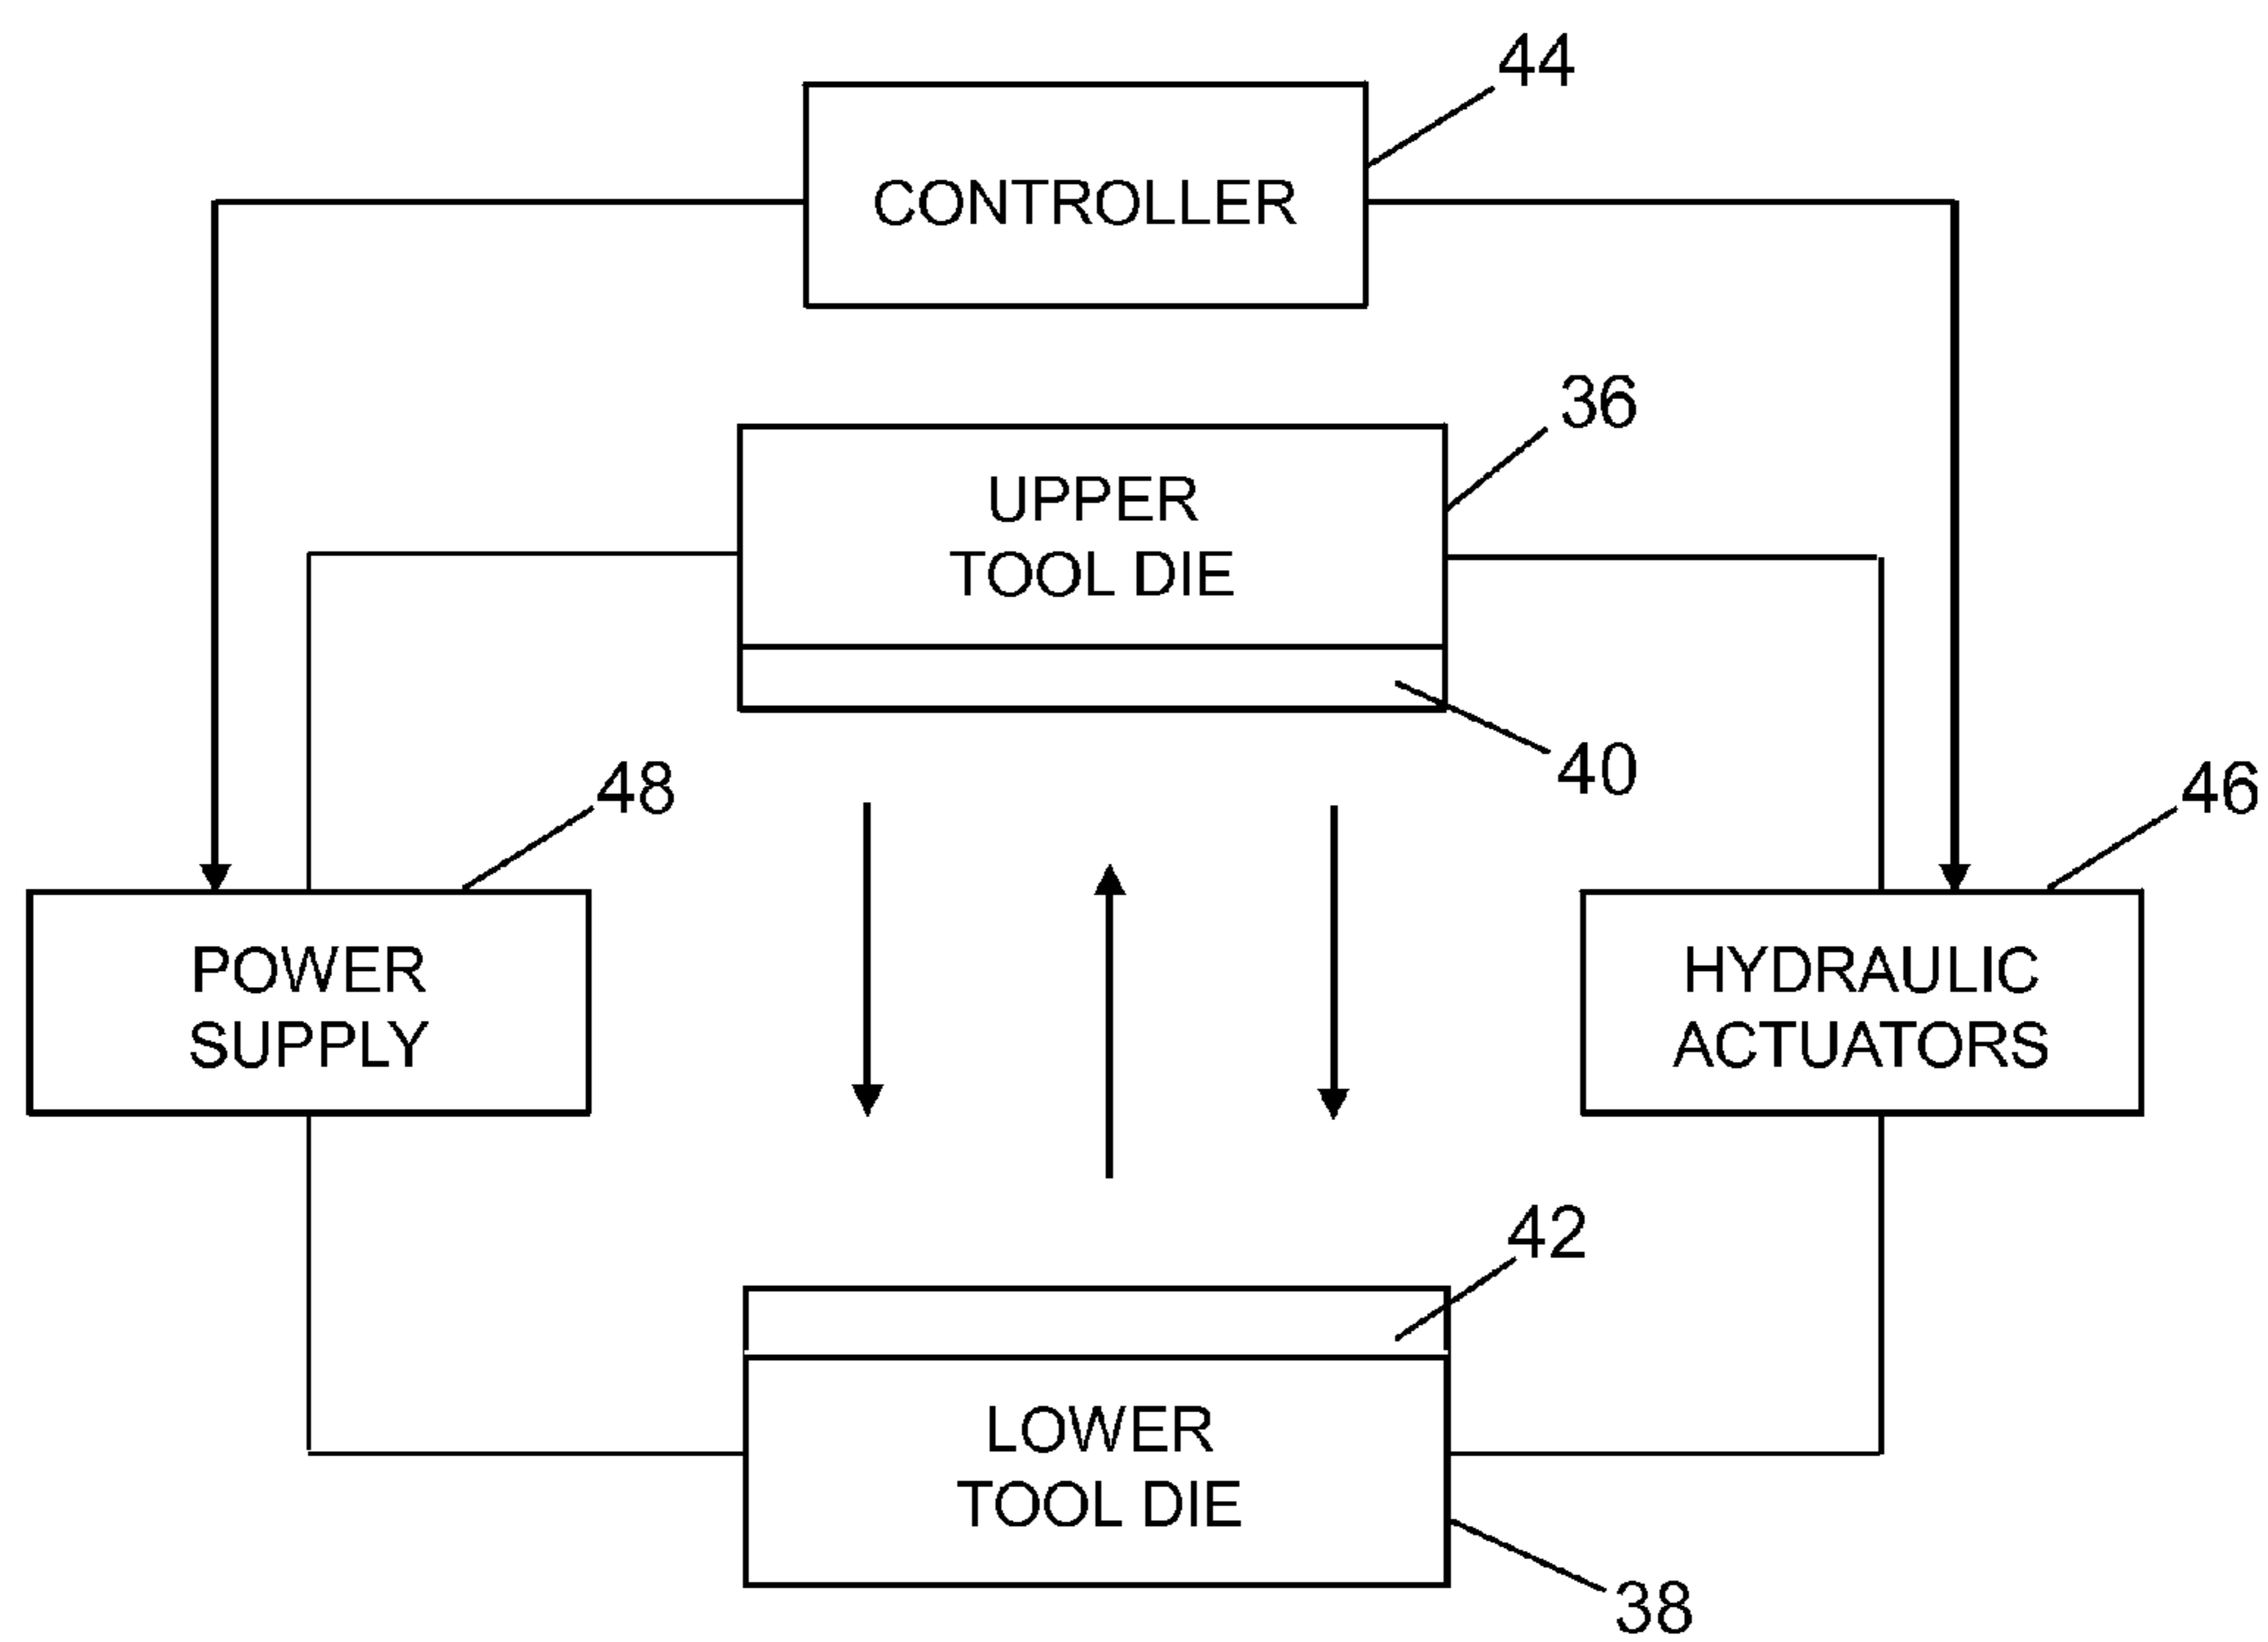 44
CONTROLLER
36
UPPER
TOOL DIE
40
48
46
POWER
SUPPLY
HYDRAULIC
ACTUATORS
42
LOWER
TOOL DIE
38